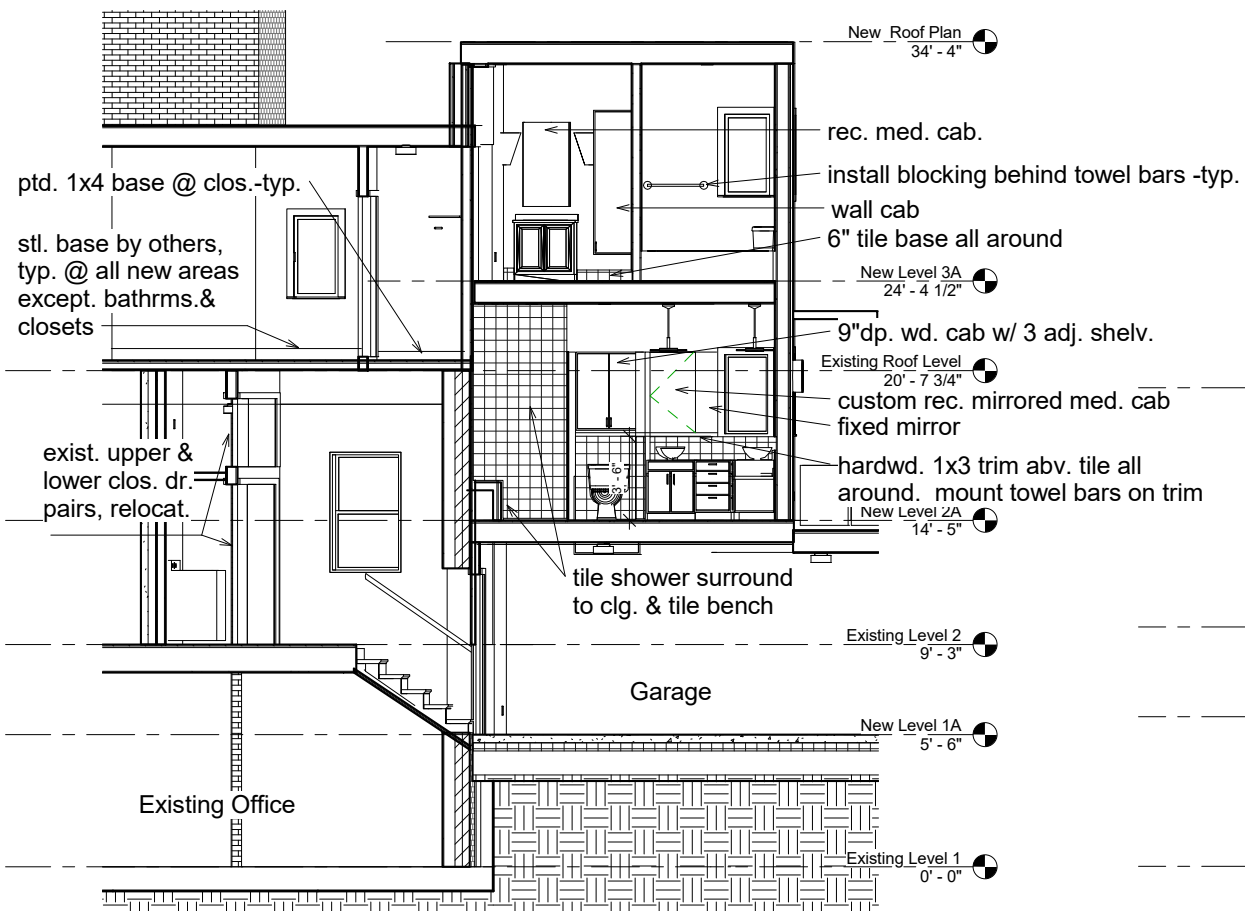 New Roof Plan
34' - 4"
rec. med. cab.
install blocking behind towel bars -typ.
wall cab
6" tile base all around
New Level 3A
24' - 4 1/2"
ptd. 1x4 base @ clos.-typ.
stl. base by others,
typ. @ all new areas
except. bathrms.&
closets
9"dp. wd. cab w/ 3 adj. shelv.
Existing Roof Level
20' - 7 3/4"
custom rec. mirrored med. cab
fixed mirror
hardwd. 1x3 trim abv. tile all
around. mount towel bars on trim
New Level 2A
14' - 5"
exist. upper &
lower clos. dr.
pairs, relocat.
3' - 6"
tile shower surround
to clg. & tile bench
Existing Level 2
9' - 3"
Garage
New Level 1A
5' - 6"
Existing Office
Existing Level 1
0' - 0"